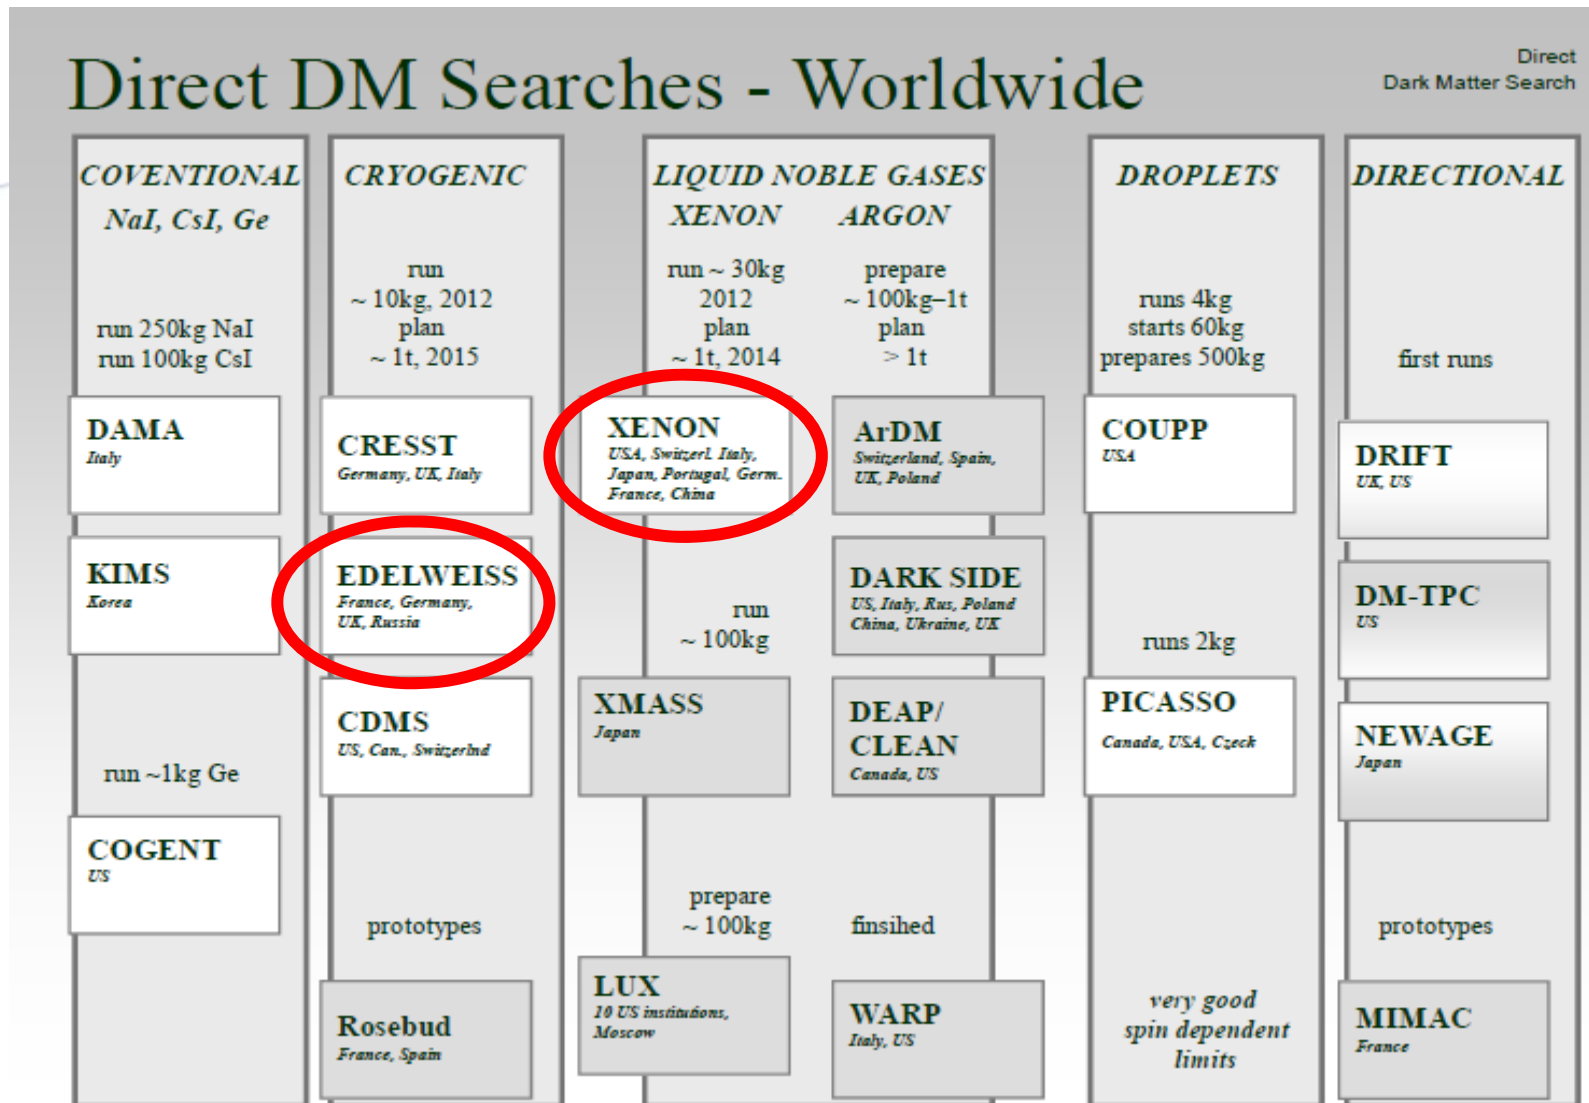 Direct DM Searches - Worldwide
Direct
Dark Matter Search
COVENTIONAL
NaI, CsI, Ge
run 250kg NaI
run 100kg CsI
DAMA
Italy
KIMS
Korea
run ~1kg Ge
COGENT
US
CRYOGENIC
run
~ 10kg, 2012
plan
~ 1t, 2015
CRESST
Germany, UK, Italy
EDELWEISS
France, Germany,
UK, Russia
CDMS
US, Can., Switzerlnd
prototypes
Rosebud
France, Spain
LIQUID NOBLE GASES
XENON
run ~ 30kg
2012
plan
~ 1t, 2014
XENON
USA, Switzerl. Italy,
Japan, Portugal, Germ.
France, China
run
~ 100kg
XMASS
Japan
prepare
~ 100kg
LUX
10 US institutions,
Moscow
ARGON
prepare
~ 100kg–1t
plan
> 1t
ArDM
Switzerland, Spain,
UK, Poland
DARK SIDE
US, Italy, Rus, Poland
China, Ukraine, UK
DEAP/
CLEAN
Canada, US
finsihed
WARP
Italy, US
DROPLETS
runs 4kg
starts 60kg
prepares 500kg
COUPP
USA
runs 2kg
PICASSO
Canada, USA, Czeck
very good
spin dependent
limits
DIRECTIONAL
first runs
DRIFT
UK, US
DM-TPC
US
NEWAGE
Japan
prototypes
MIMAC
France